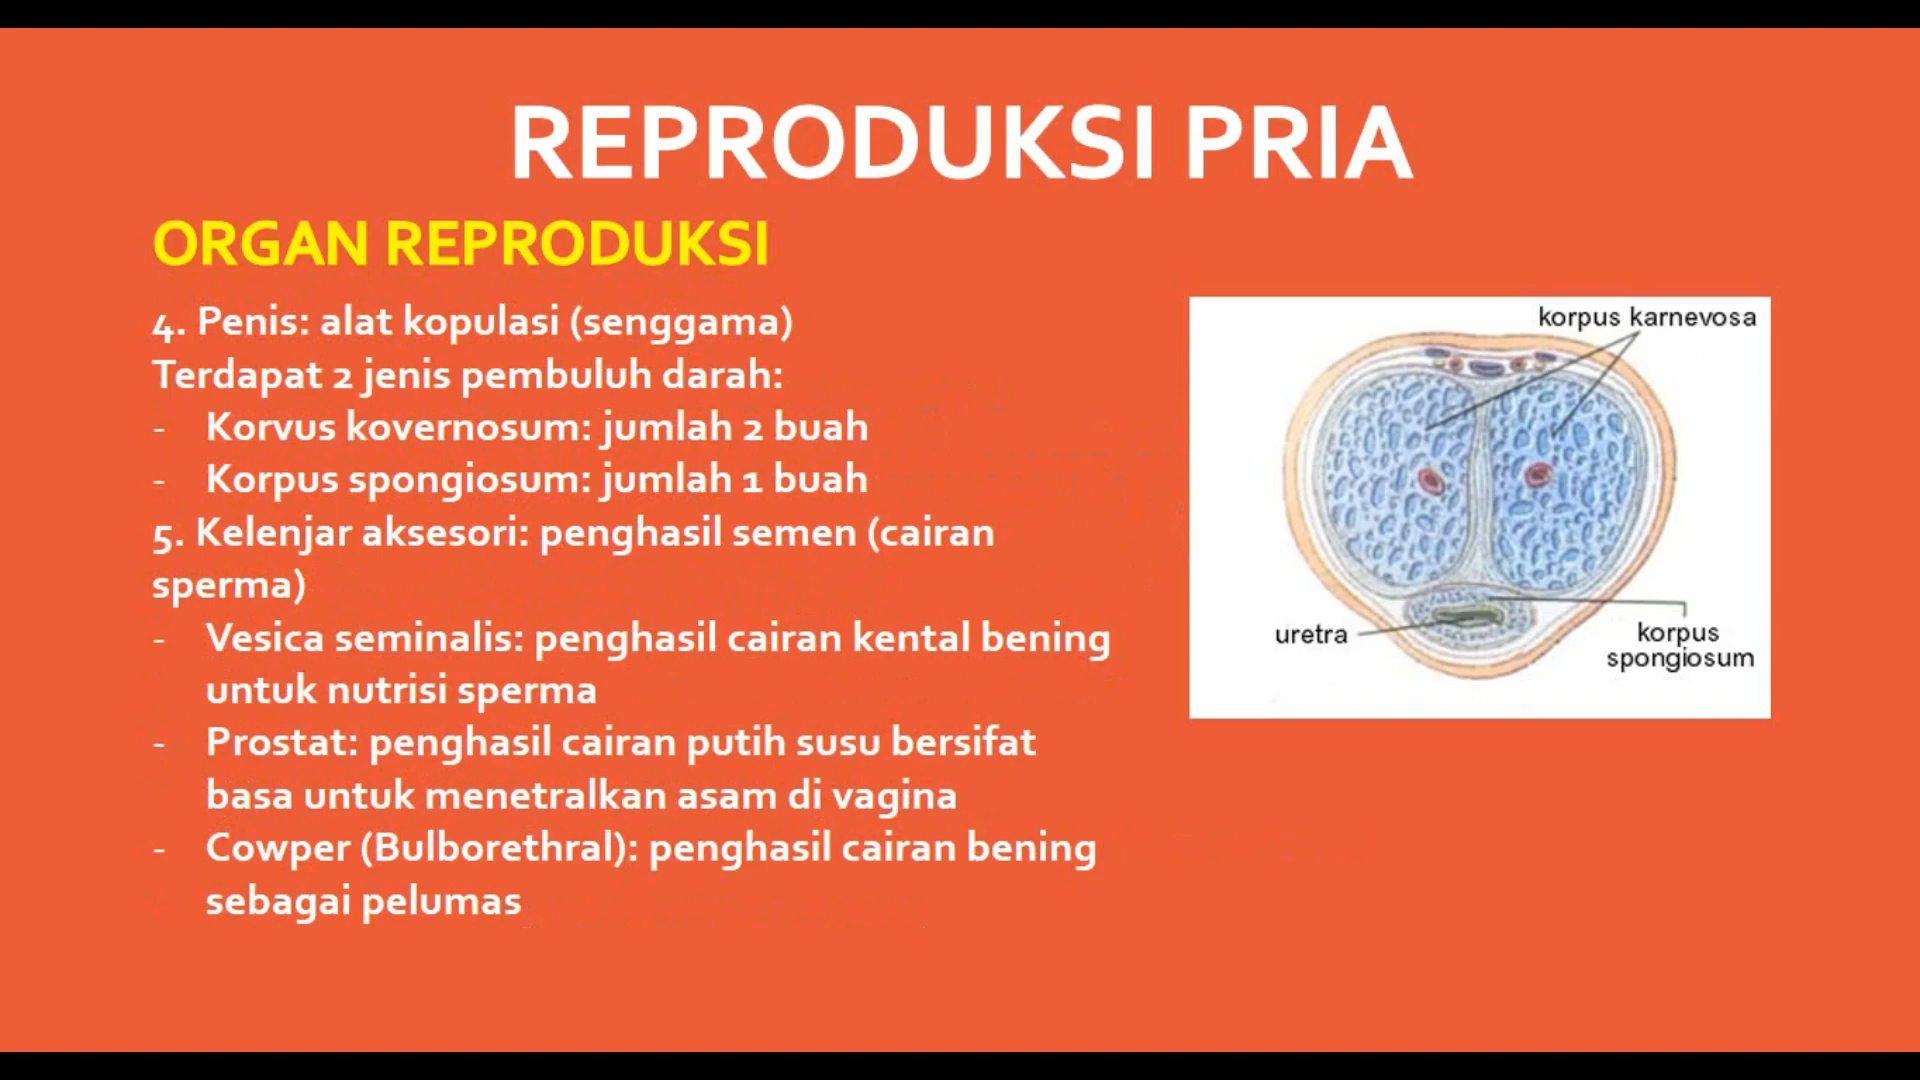 REPRODUKSI PRIA
ORGAN REPRODUKSI
4. Penis: alat kopulasi (senggama)
Terdapat 2 jenis pembuluh darah:
- Korvus kovernosum: jumlah 2 buah
- Korpus spongiosum: jumlah 1 buah
5. Kelenjar aksesori: penghasil semen (cairan
sperma)
- Vesica seminalis: penghasil cairan kental bening
untuk nutrisi sperma
- Prostat: penghasil cairan putih susu bersifat
basa untuk menetralkan asam di vagina
- Cowper (Bulborethral): penghasil cairan bening
sebagai pelumas
korpus karnevosa
uretra
korpus
spongiosum